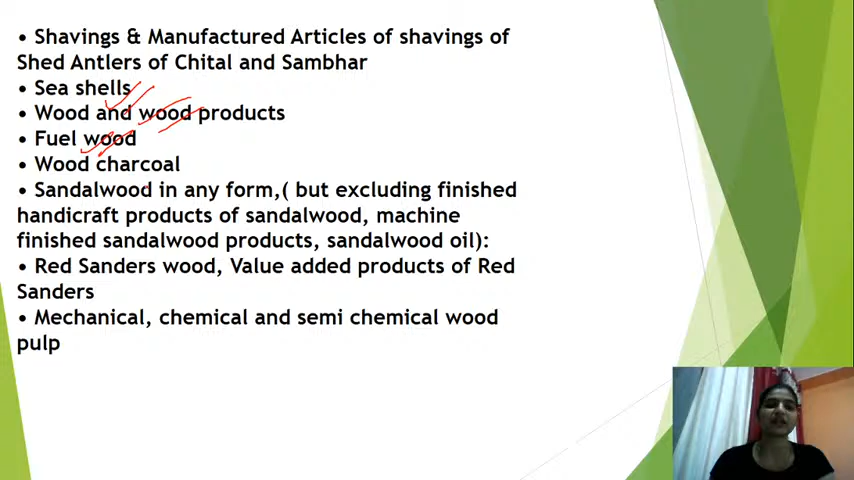 • Shavings & Manufactured Articles of shavings of
Shed Antlers of Chital and Sambhar
• Sea shells
• Wood and wood products
• Fuel wood
• Wood charcoal
• Sandalwood in any form,( but excluding finished
handicraft products of sandalwood, machine
finished sandalwood products, sandalwood oil):
• Red Sanders wood, Value added products of Red
Sanders
• Mechanical, chemical and semi chemical wood
pulp